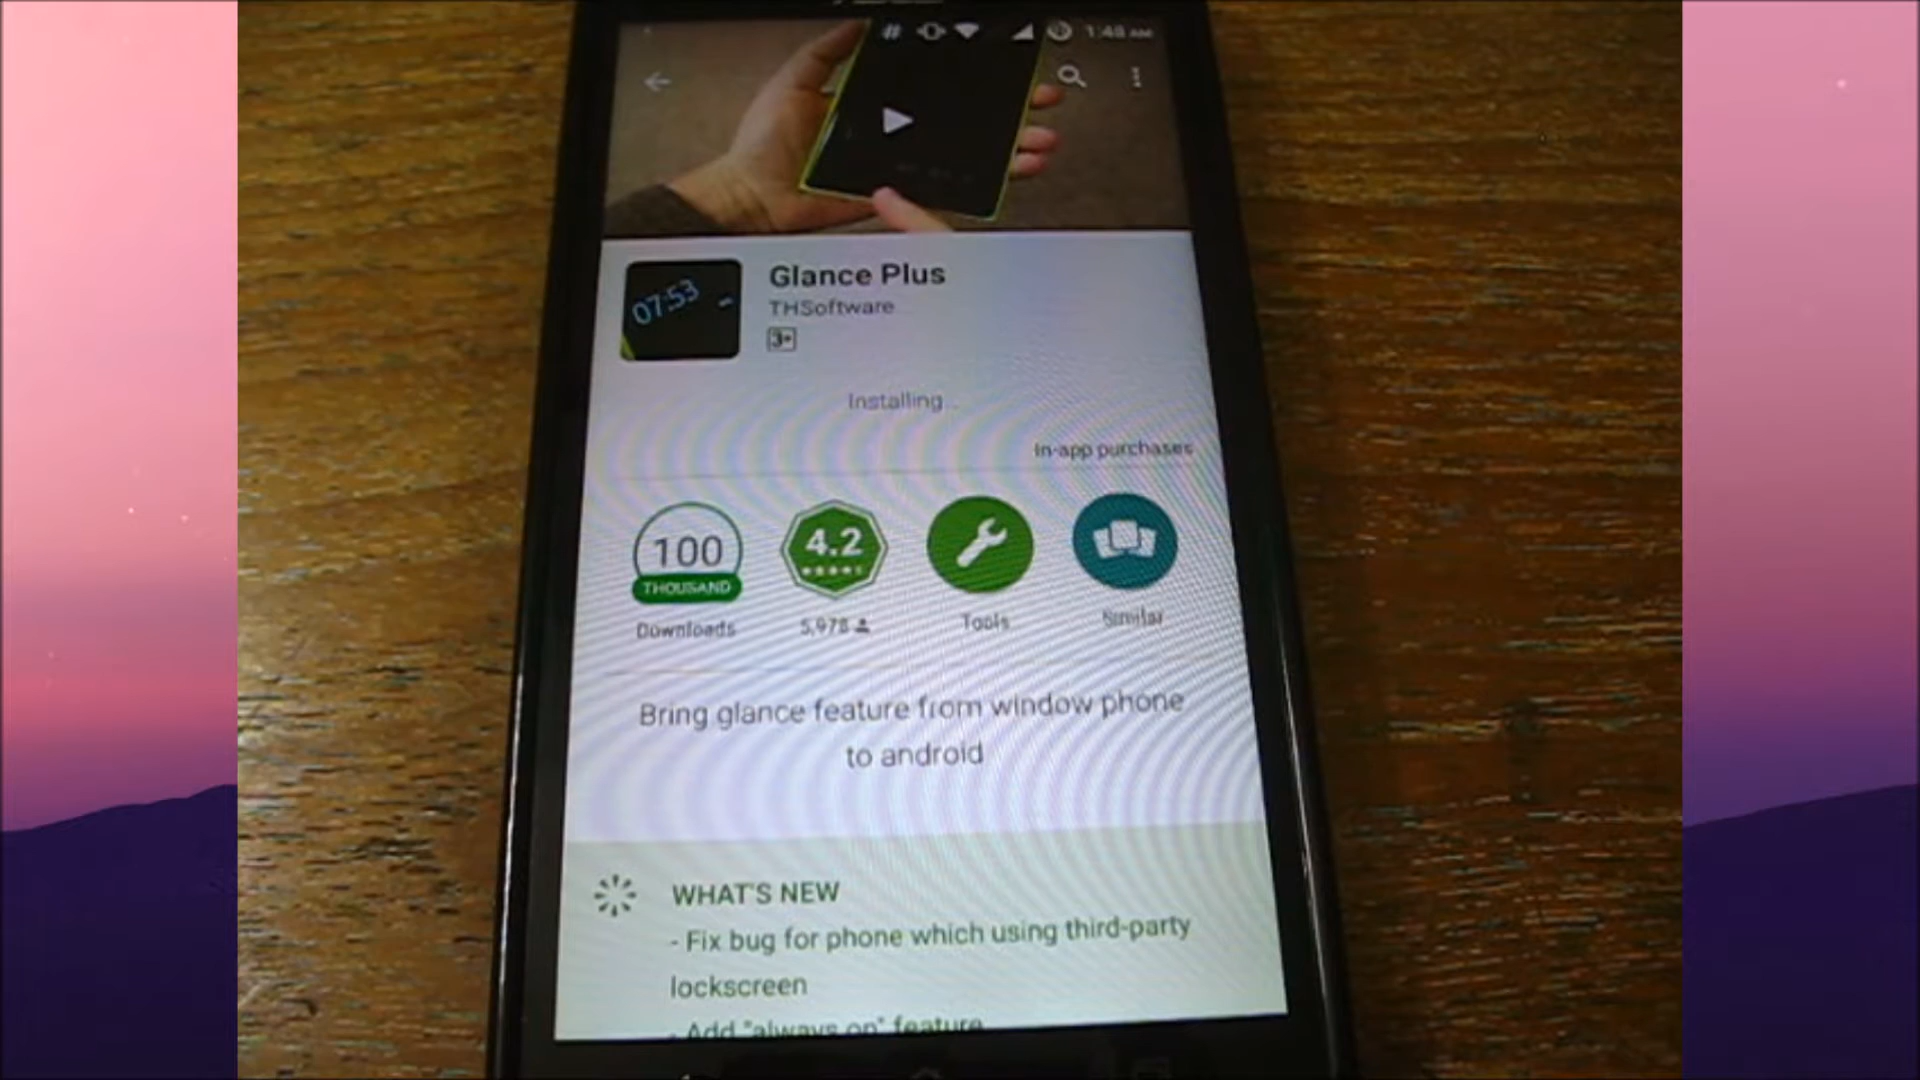 1:48 AM
07:53
Glance Plus
THSoftware
3+
Installing...
In-app purchases
100
THOUSAND
4.2
Downloads
5,978
Tools
Similar
Bring glance feature from window phone
to android
WHAT'S NEW
- Fix bug for phone which using third-party
lockscreen
- Add "always on" feature